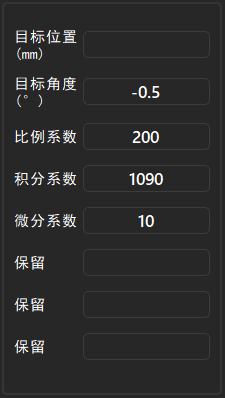 目标位置
（mm）
目标角度
（°）
-0.5
比例系数
200
积分系数
1090
微分系数
10
保留
保留
保留